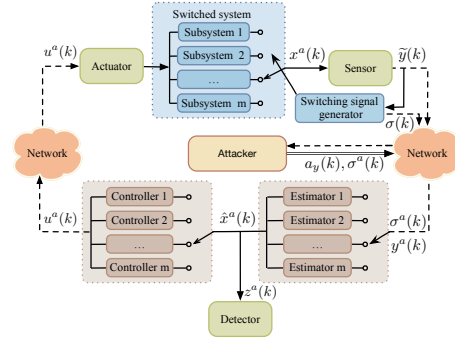 Switched system
u^a(k)
Actuator
Subsystem 1
Subsystem 2
...
Subsystem m
x^a(k)
Sensor
ỹ(k)
Switching signal
generator
σ(k)
Network
Attacker
a_y(k), σ^a(k)
Network
u^a(k)
Controller 1
Controller 2
...
Controller m
x̂^a(k)
Estimator 1
Estimator 2
...
Estimator m
σ^a(k)
y^a(k)
z^a(k)
Detector